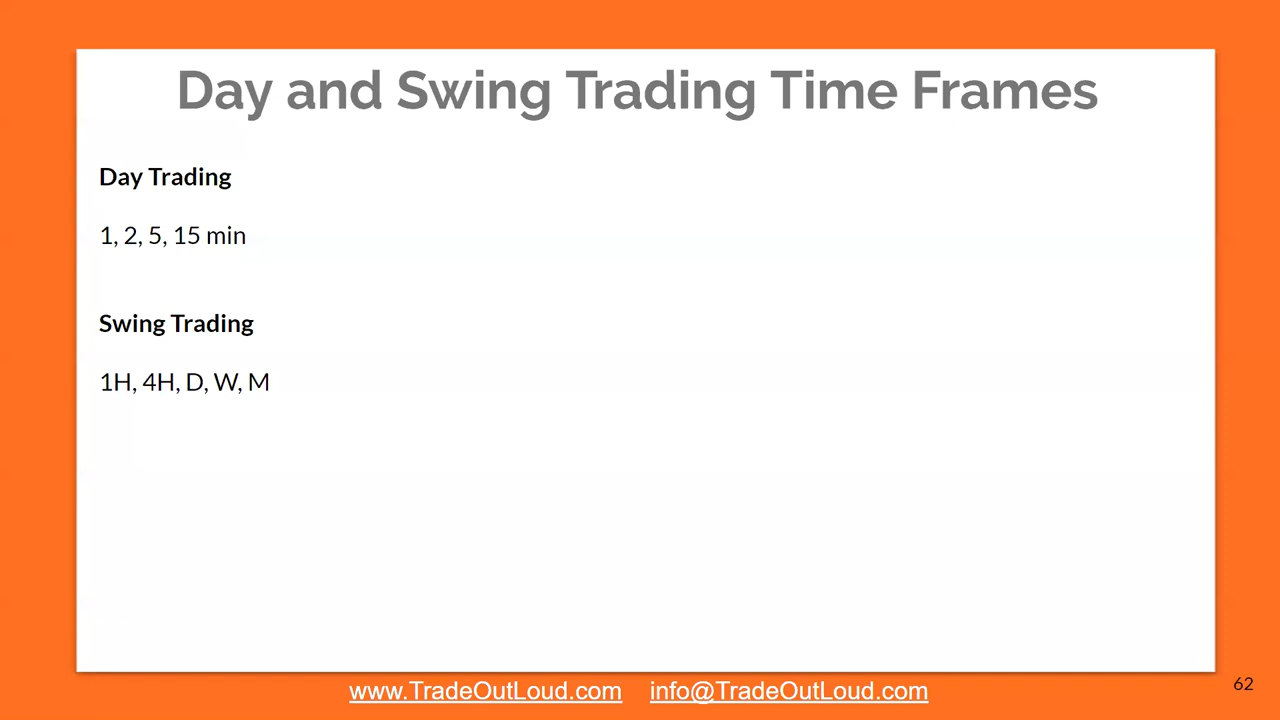 Day and Swing Trading Time Frames
Day Trading
1, 2, 5, 15 min
Swing Trading
1H, 4H, D, W, M
www.TradeOutLoud.com info@TradeOutLoud.com
62